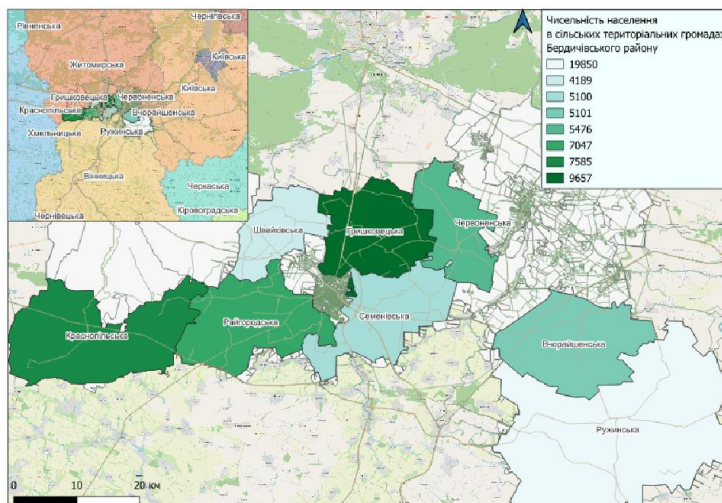 Рівненська
Чернігівс
Житомирська
Київська
Київська
Гришковецька
Червоненська
Краснопільська
Вчорайшенська
Хмельницька
Ружинська
Вінницька
Черкаська
Чернівецька
Кіровоградська
Чисельність населення
в сільських територіальних громадах
Бердичівського району
19850
4189
5100
5101
5476
7047
7585
9657
Швайківська
Гришковецька
Червоненська
Краснопільська
Райгородська
Семенівська
Вчорайшенська
Ружинська
0 10 20 км